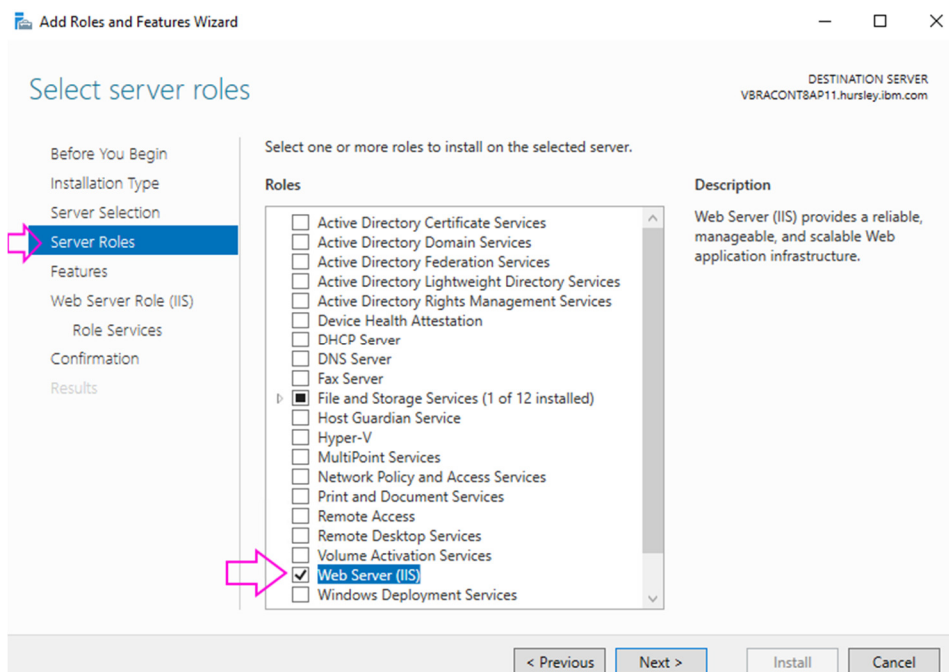 Add Roles and Features Wizard
Select server roles
DESTINATION SERVER
VBRACONT8AP11.hursley.ibm.com
Before You Begin
Installation Type
Server Selection
Server Roles
Features
Web Server Role (IIS)
Role Services
Confirmation
Results
Select one or more roles to install on the selected server.
Roles
Active Directory Certificate Services
Active Directory Domain Services
Active Directory Federation Services
Active Directory Lightweight Directory Services
Active Directory Rights Management Services
Device Health Attestation
DHCP Server
DNS Server
Fax Server
File and Storage Services (1 of 12 installed)
Host Guardian Service
Hyper-V
MultiPoint Services
Network Policy and Access Services
Print and Document Services
Remote Access
Remote Desktop Services
Volume Activation Services
Web Server (IIS)
Windows Deployment Services
Description
Web Server (IIS) provides a reliable,
manageable, and scalable Web
application infrastructure.
< Previous
Next >
Install
Cancel